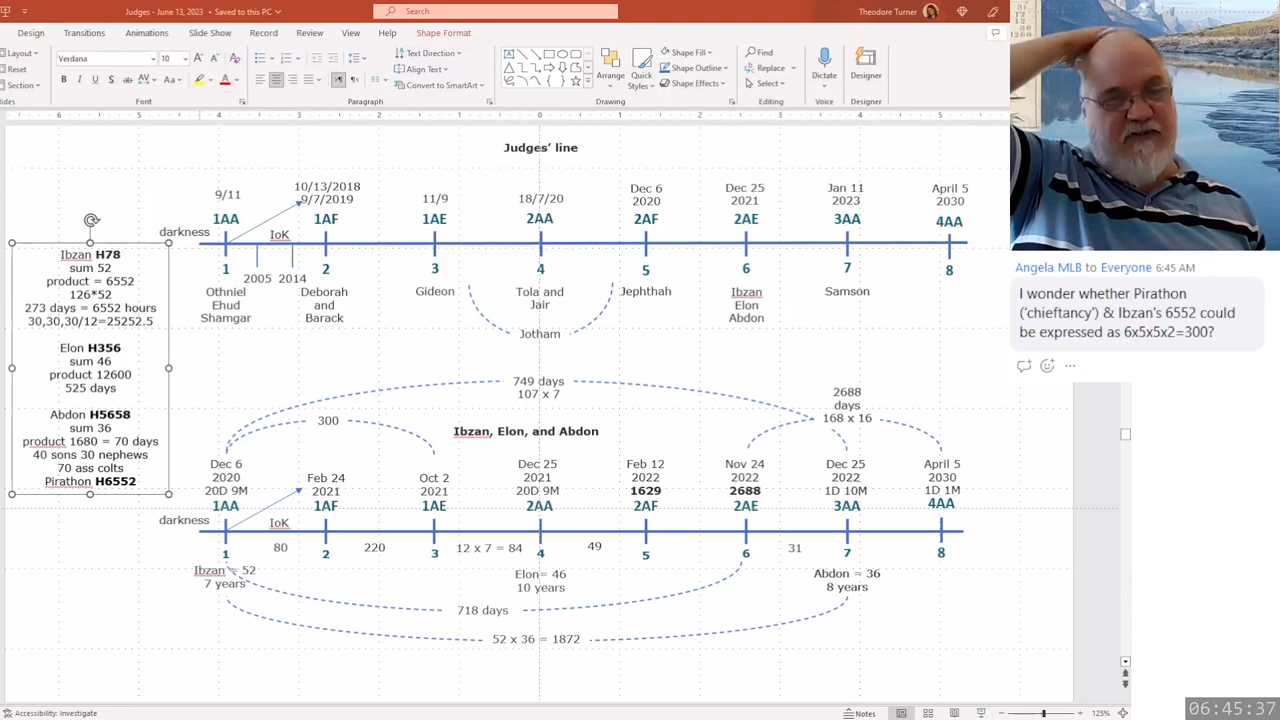 Judges - June 13, 2023 • Saved to this PC
Search
Theodore Turner
Design
Transitions
Animations
Slide Show
Record
Review
View
Help
Shape Format
Layout
Reset
Section
Verdana
10
Text Direction
Align Text
Convert to SmartArt
Arrange
Quick
Styles
Shape Fill
Shape Outline
Shape Effects
Find
Replace
Select
Dictate
Designer
Font
Paragraph
Drawing
Editing
Voice
Designer
6 5 4 3 2 1 0 1 2 3 4 5
Judges' line
9/11
10/13/2018
9/7/2019
11/9
18/7/20
Dec 6
2020
Dec 25
2021
Jan 11
2023
April 5
2030
1AA 1AF 1AE 2AA 2AF 2AE 3AA 4AA
darkness
IoK
1 2 3 4 5 6 7 8
2005 2014
Othniel
Ehud
Shamgar
Deborah
and
Barack
Gideon
Tola and
Jair
Jephthah
Ibzan
Elon
Abdon
Samson
Jotham
Ibzan H78
sum 52
product = 6552
126*52
273 days = 6552 hours
30,30,30/12=25252.5
Elon H356
sum 46
product 12600
525 days
Abdon H5658
sum 36
product 1680 = 70 days
40 sons 30 nephews
70 ass colts
Pirathon H6552
749 days
107 x 7
2688
days
168 x 16
300
Ibzan, Elon, and Abdon
Dec 6
2020
20D 9M
1AA
Feb 24
2021
1AF
Oct 2
2021
1AE
Dec 25
2021
20D 9M
2AA
Feb 12
2022
1629
2AF
Nov 24
2022
2688
2AE
Dec 25
2022
1D 10M
3AA
April 5
2030
1D 1M
4AA
darkness
IoK
80 220 12 x 7 = 84 49 31
1 2 3 4 5 6 7 8
Ibzan = 52
7 years
Elon= 46
10 years
Abdon = 36
8 years
718 days
52 x 36 = 1872
Angela MLB to Everyone 6:45 AM
I wonder whether Pirathon
('chieftancy') & Ibzan's 6552 could
be expressed as 6x5x5x2=300?
Accessibility: Investigate
Notes
125%
06:45:37